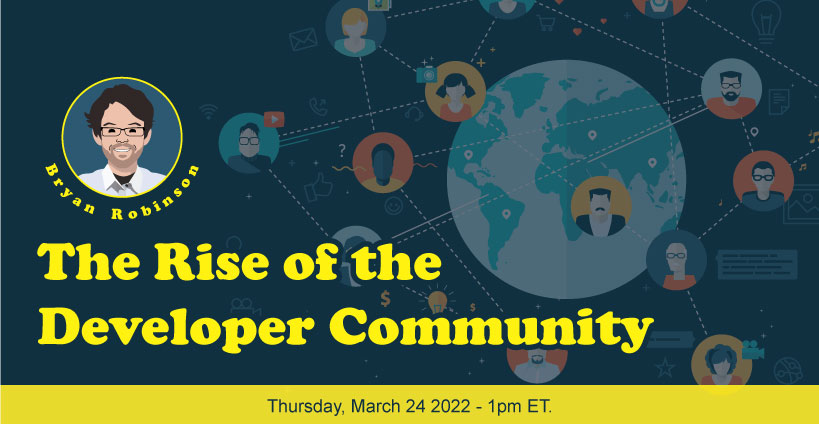 Bryan Robinson
The Rise of the
Developer Community
Thursday, March 24 2022 - 1pm ET.
?
$
$